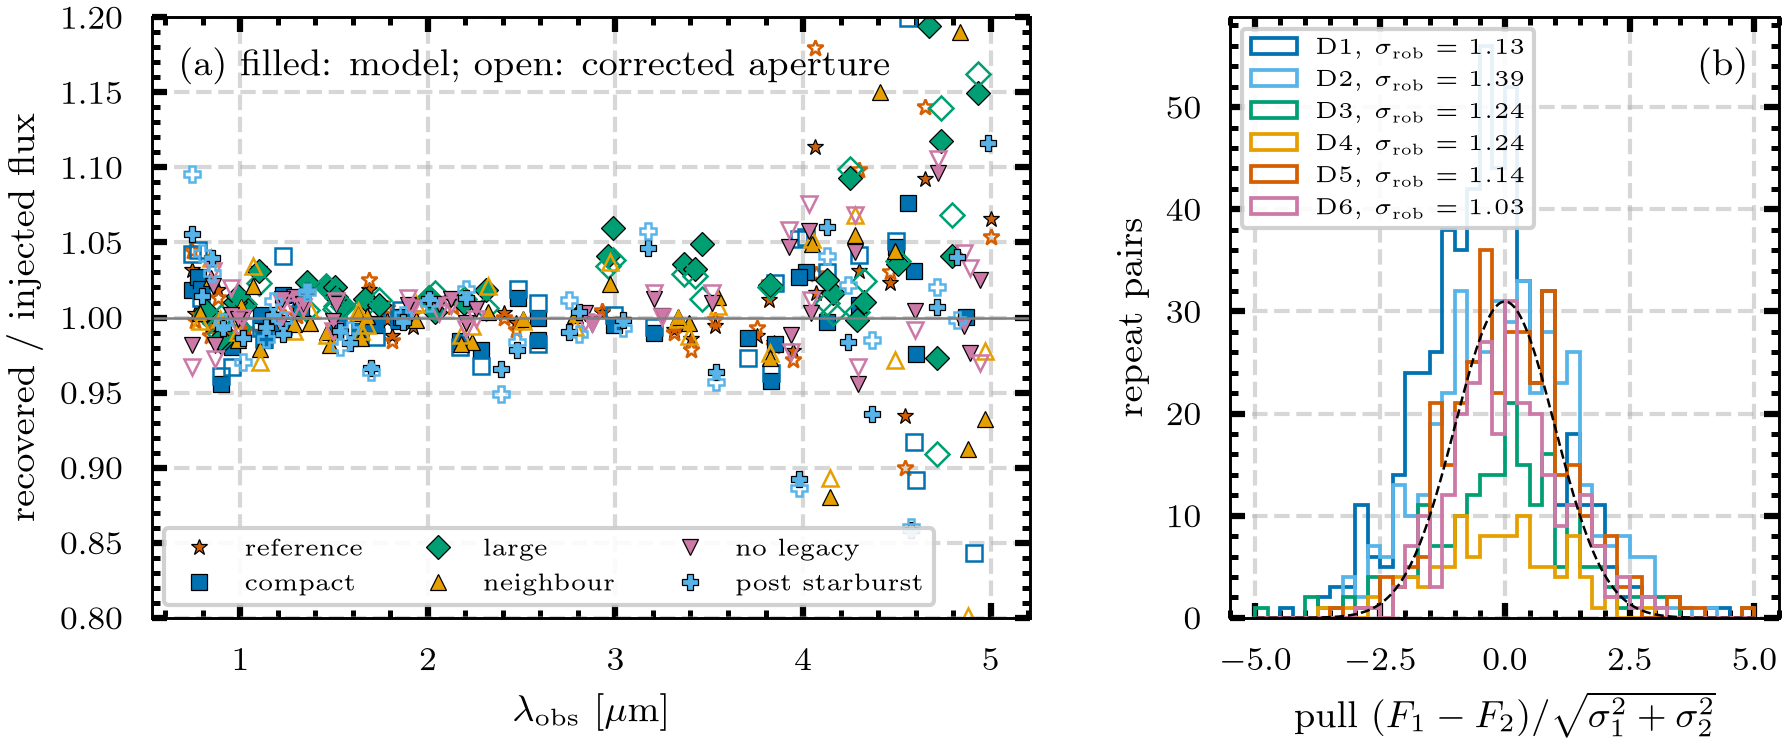 (a) filled: model; open: corrected aperture
recovered / injected flux
1.20
1.15
1.10
1.05
1.00
0.95
0.90
0.85
0.80
reference
compact
large
neighbour
no legacy
post starburst
1 2 3 4 5
λobs [μm]
(b)
D1, σrob = 1.13
D2, σrob = 1.39
D3, σrob = 1.24
D4, σrob = 1.24
D5, σrob = 1.14
D6, σrob = 1.03
repeat pairs
50
40
30
20
10
0
−5.0 −2.5 0.0 2.5 5.0
pull (F₁ − F₂)/√(σ₁² + σ₂²)